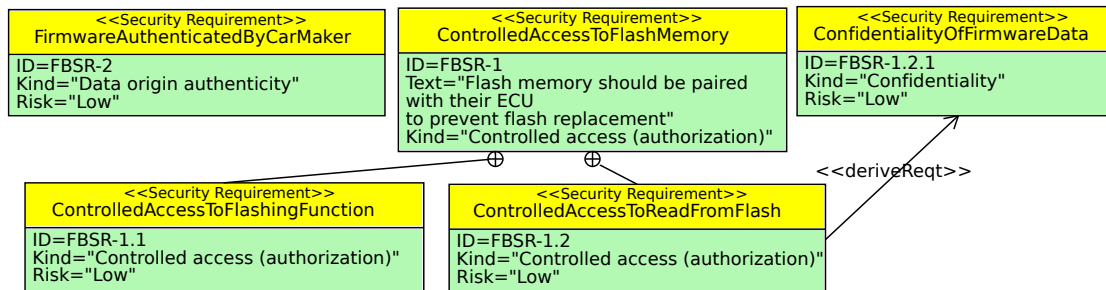 <<Security Requirement>>
FirmwareAuthenticatedByCarMaker
ID=FBSR-2
Kind="Data origin authenticity"
Risk="Low"
<<Security Requirement>>
ControlledAccessToFlashMemory
ID=FBSR-1
Text="Flash memory should be paired
with their ECU
to prevent flash replacement"
Kind="Controlled access (authorization)"
<<Security Requirement>>
ConfidentialityOfFirmwareData
ID=FBSR-1.2.1
Kind="Confidentiality"
Risk="Low"
<<deriveReqt>>
<<Security Requirement>>
ControlledAccessToFlashingFunction
ID=FBSR-1.1
Kind="Controlled access (authorization)"
Risk="Low"
<<Security Requirement>>
ControlledAccessToReadFromFlash
ID=FBSR-1.2
Kind="Controlled access (authorization)"
Risk="Low"